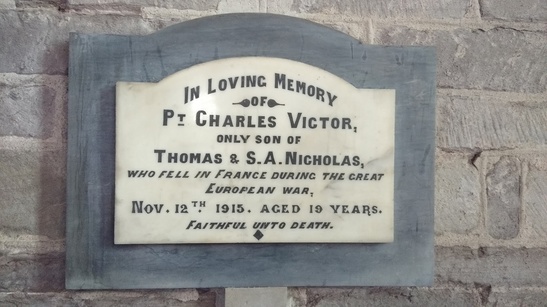 In Loving Memory
OF
Pt Charles Victor,
ONLY SON OF
Thomas & S.A. Nicholas,
WHO FELL IN FRANCE DURING THE GREAT
EUROPEAN WAR,
Nov. 12TH. 1915. AGED 19 YEARS.
FAITHFUL UNTO DEATH.